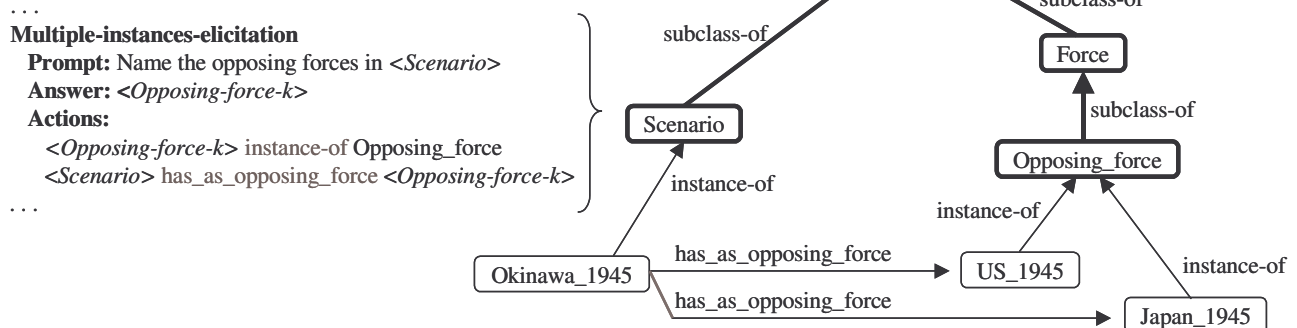 . . .
Multiple-instances-elicitation
Prompt: Name the opposing forces in <Scenario>
Answer: <Opposing-force-k>
Actions:
<Opposing-force-k> instance-of Opposing_force
<Scenario> has_as_opposing_force <Opposing-force-k>
. . .
subclass-of
subclass-of
Force
subclass-of
Scenario
Opposing_force
instance-of
instance-of
has_as_opposing_force
Okinawa_1945
US_1945
instance-of
has_as_opposing_force
Japan_1945